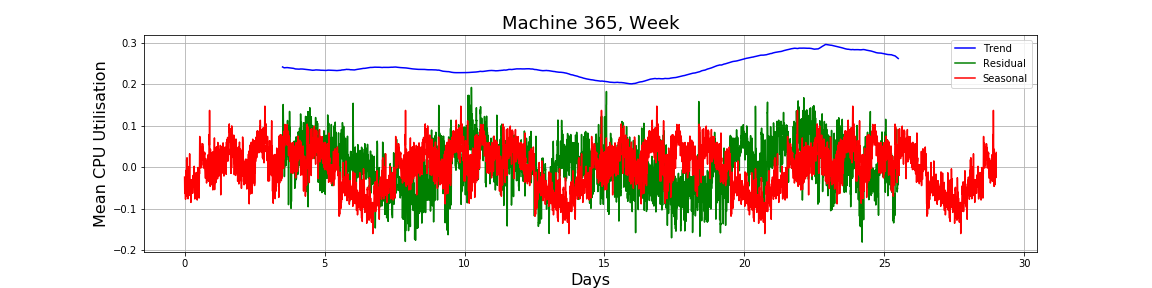 Machine 365, Week
Mean CPU Utilisation
0.3
0.2
0.1
0.0
−0.1
−0.2
Trend
Residual
Seasonal
0 5 10 15 20 25 30
Days